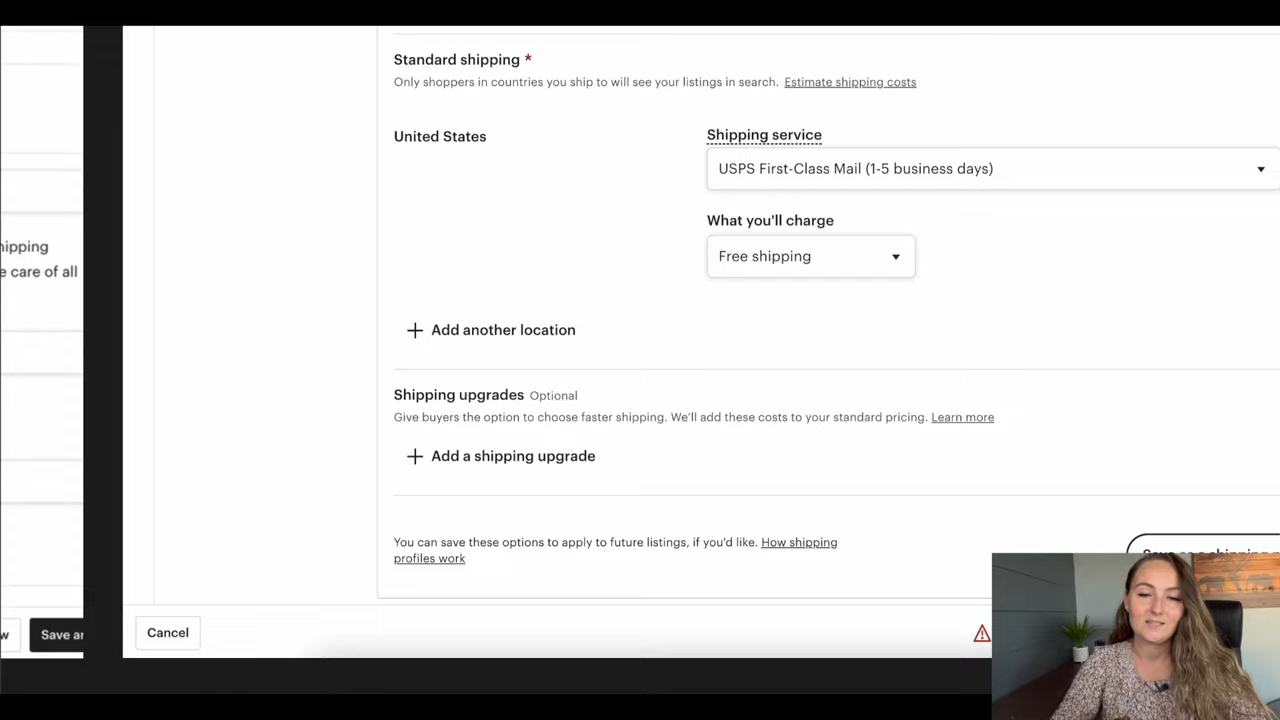 Standard shipping *
Only shoppers in countries you ship to will see your listings in search. Estimate shipping costs
United States
Shipping service
USPS First-Class Mail (1-5 business days)
What you'll charge
Free shipping
hipping
e care of all
+ Add another location
Shipping upgrades Optional
Give buyers the option to choose faster shipping. We'll add these costs to your standard pricing. Learn more
+ Add a shipping upgrade
You can save these options to apply to future listings, if you'd like. How shipping
profiles work
w
Save an
Cancel